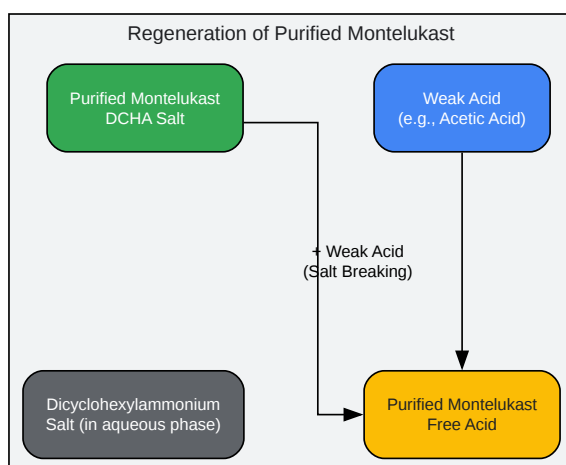 Regeneration of Purified Montelukast
Purified Montelukast
DCHA Salt
Weak Acid
(e.g., Acetic Acid)
+ Weak Acid
(Salt Breaking)
Dicyclohexylammonium
Salt (in aqueous phase)
Purified Montelukast
Free Acid